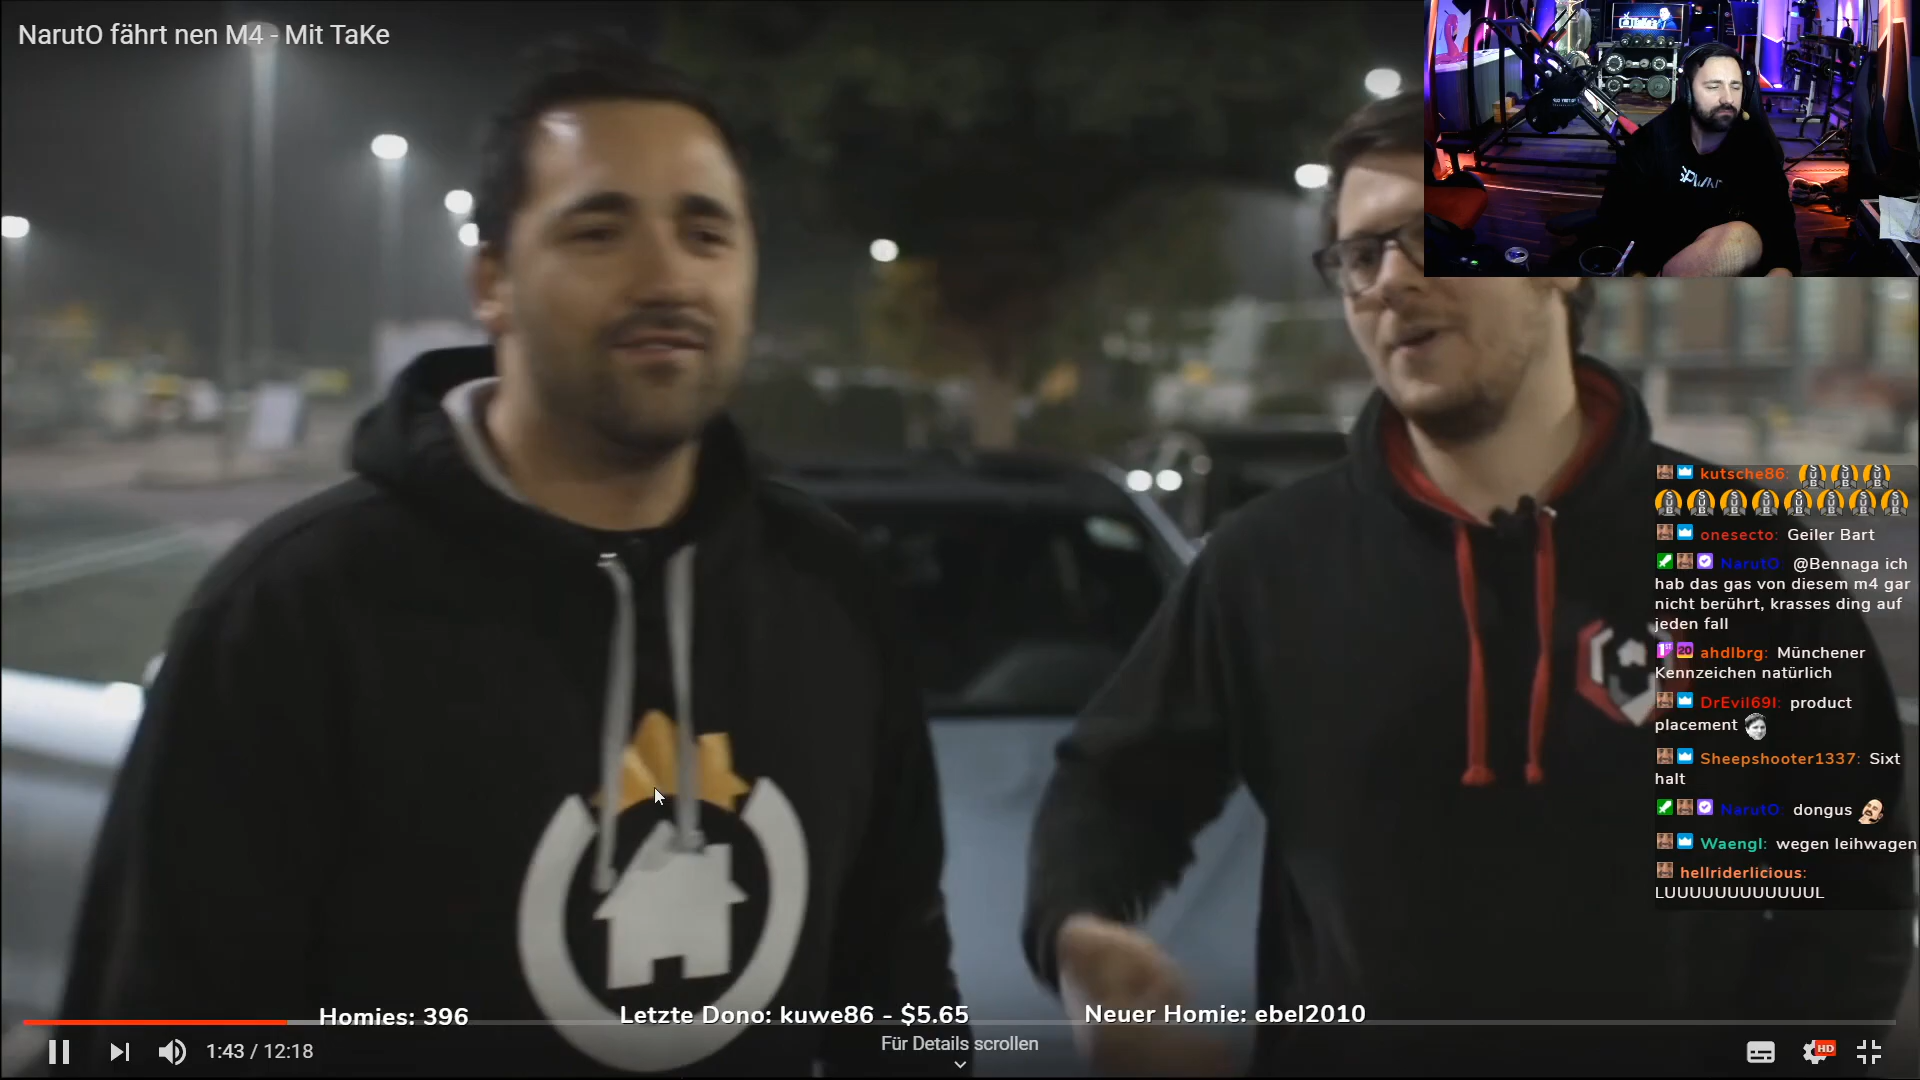 NarutO fährt nen M4 - Mit TaKe
kutsche86:
onesecto: Geiler Bart
NarutO: @Bennaga ich
hab das gas von diesem m4 gar
nicht berührt, krasses ding auf
jeden fall
ahdlbrg: Münchener
Kennzeichen natürlich
DrEvil69I: product
placement
Sheepshooter1337: Sixt
halt
NarutO: dongus
Waengl: wegen leihwagen
hellriderlicious:
LUUUUUUUUUUUUL
Homies: 396
Letzte Dono: kuwe86 - $5.65
Neuer Homie: ebel2010
1:43 / 12:18
Für Details scrollen
HD